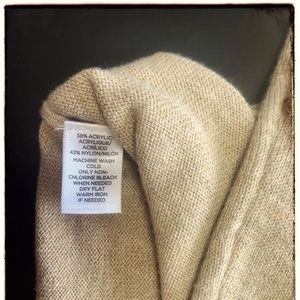 58% ACRYLIC
ACRYLIQUE/
ACRÍLICO
42% NYLON/NILÓN
MACHINE WASH
COLD
ONLY NON-
CHLORINE BLEACH
WHEN NEEDED
DRY FLAT
WARM IRON
IF NEEDED